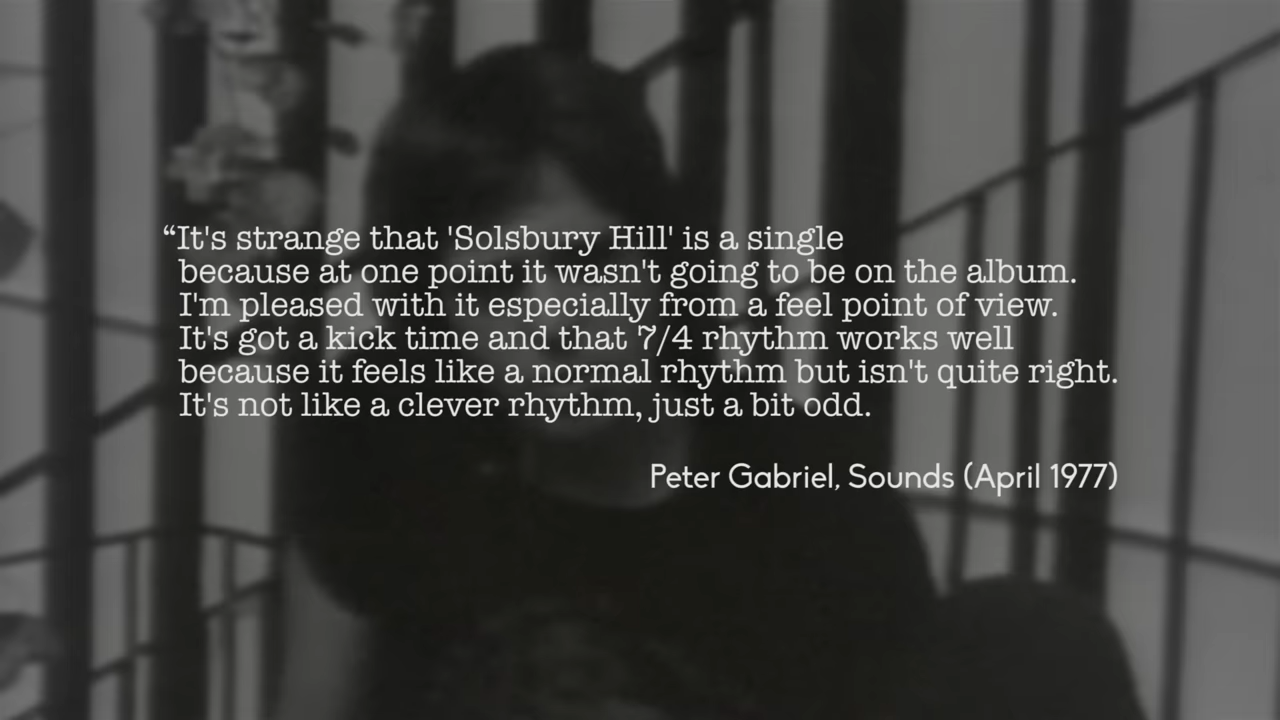 “It's strange that 'Solsbury Hill' is a single
because at one point it wasn't going to be on the album.
I'm pleased with it especially from a feel point of view.
It's got a kick time and that 7/4 rhythm works well
because it feels like a normal rhythm but isn't quite right.
It's not like a clever rhythm, just a bit odd.
Peter Gabriel, Sounds (April 1977)